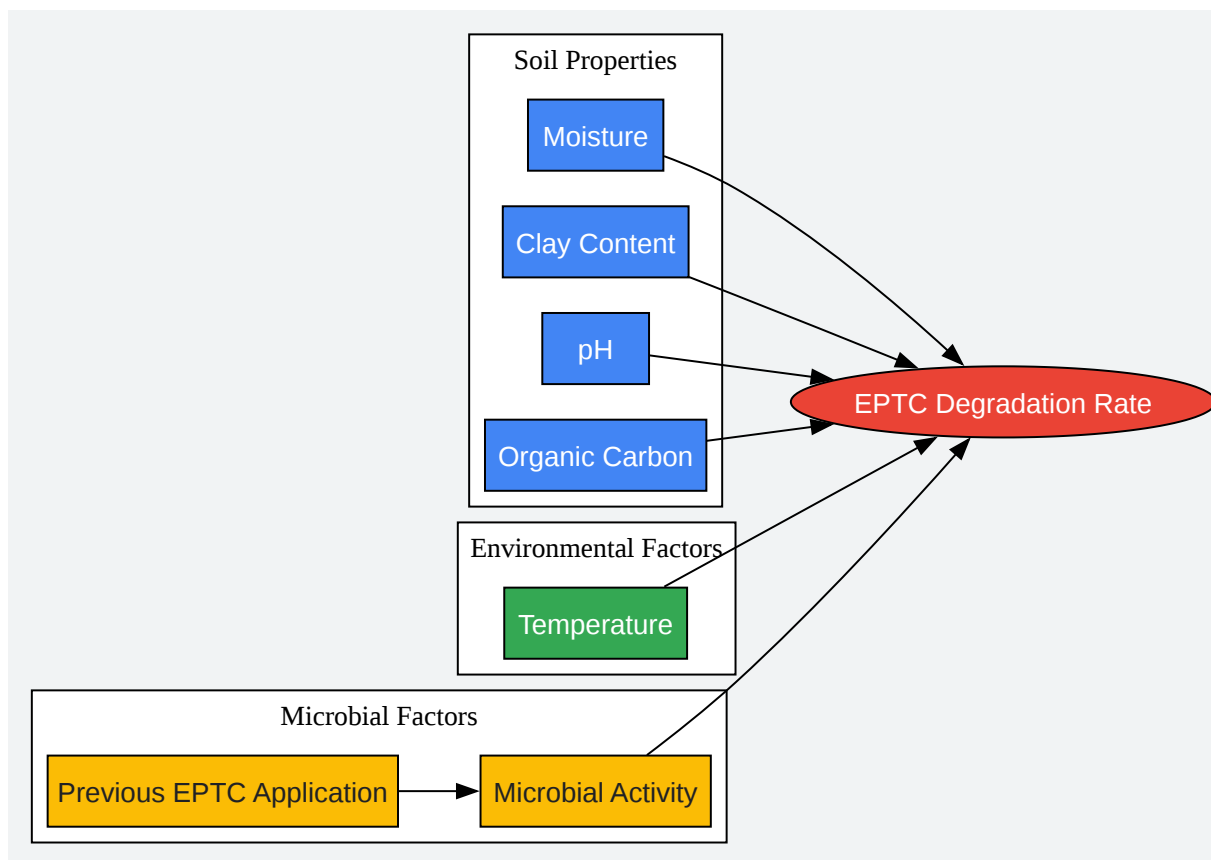 Soil Properties
Moisture
Clay Content
pH
Organic Carbon
EPTC Degradation Rate
Environmental Factors
Temperature
Microbial Factors
Previous EPTC Application
Microbial Activity